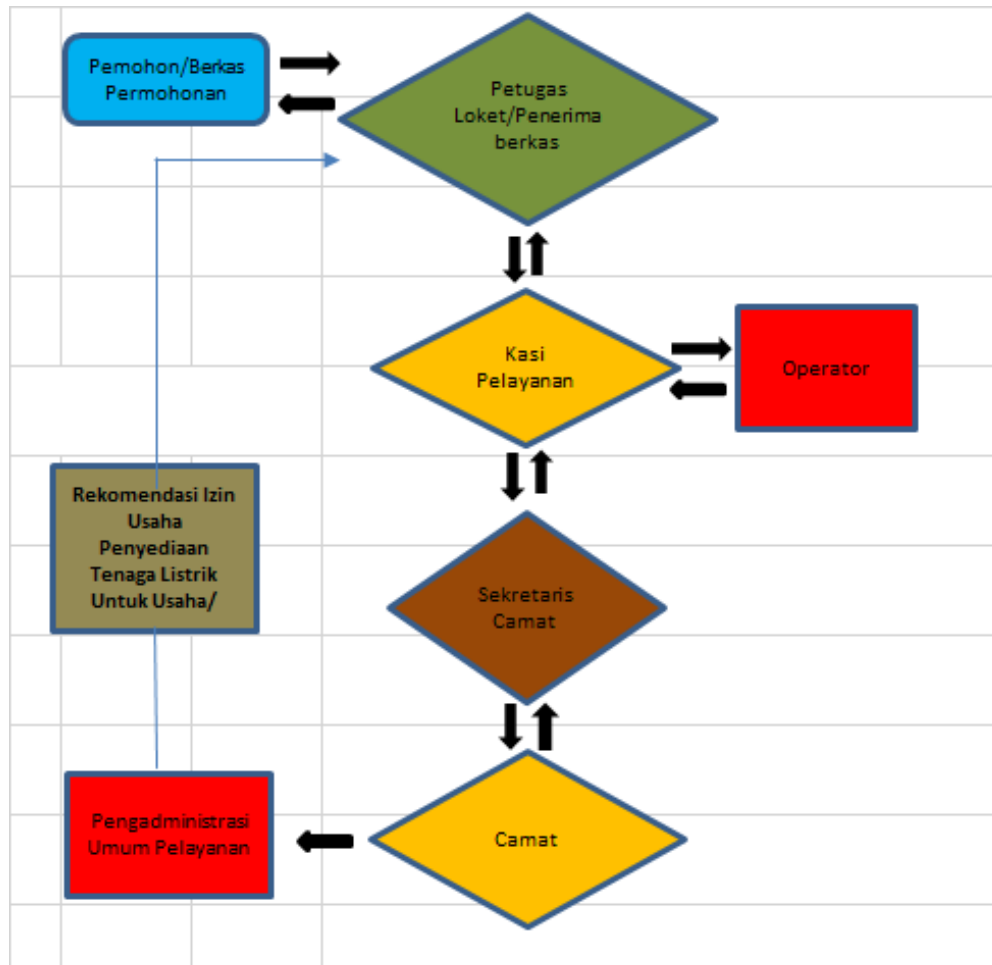 Pemohon/Berkas
Permohonan
Petugas
Loket/Penerima
berkas
Kasi
Pelayanan
Operator
Rekomendasi Izin
Usaha
Penyediaan
Tenaga Listrik
Untuk Usaha/
Sekretaris
Camat
Pengadministrasi
Umum Pelayanan
Camat